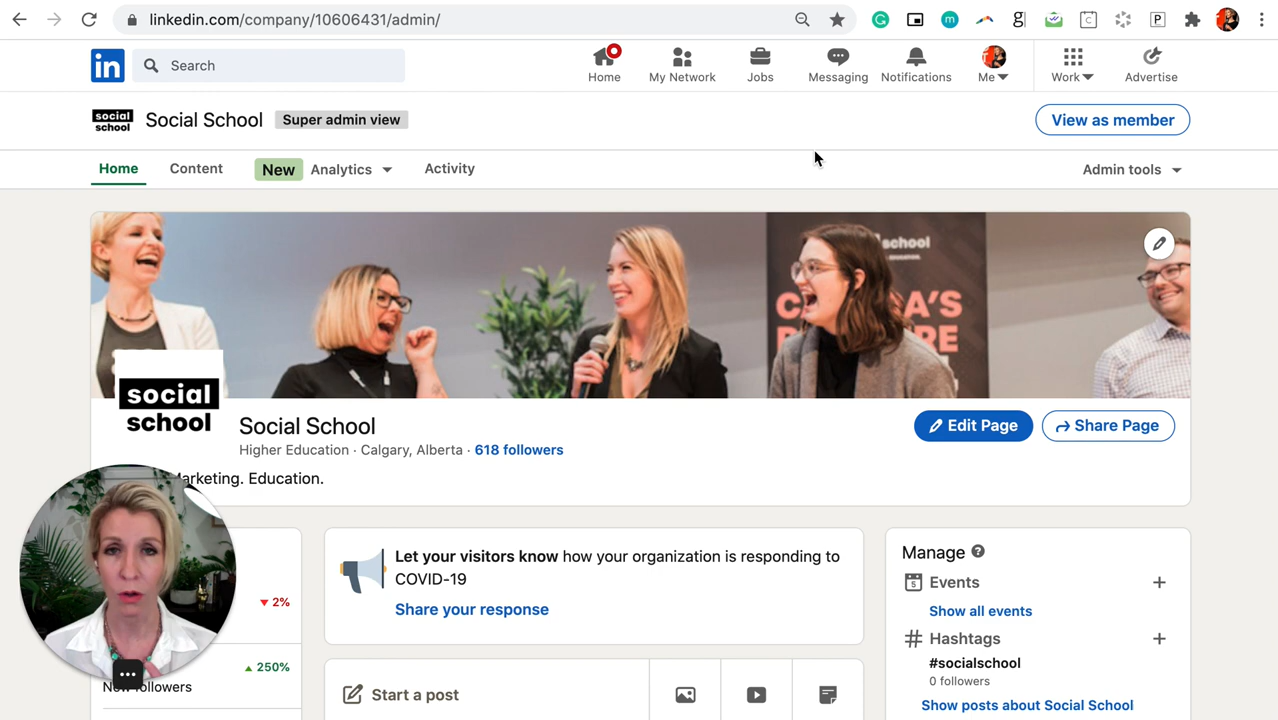 linkedin.com/company/10606431/admin/
in
Search
Home
My Network
Jobs
Messaging
Notifications
Me
Work
Advertise
social
school
Social School
Super admin view
View as member
Home
Content
New
Analytics
Activity
Admin tools
school
social
school
Social School
Edit Page
Share Page
Higher Education · Calgary, Alberta · 618 followers
Marketing. Education.
Let your visitors know how your organization is responding to
COVID-19
Share your response
Manage
Events
Show all events
Hashtags
#socialschool
0 followers
Show posts about Social School
2%
250%
followers
Start a post